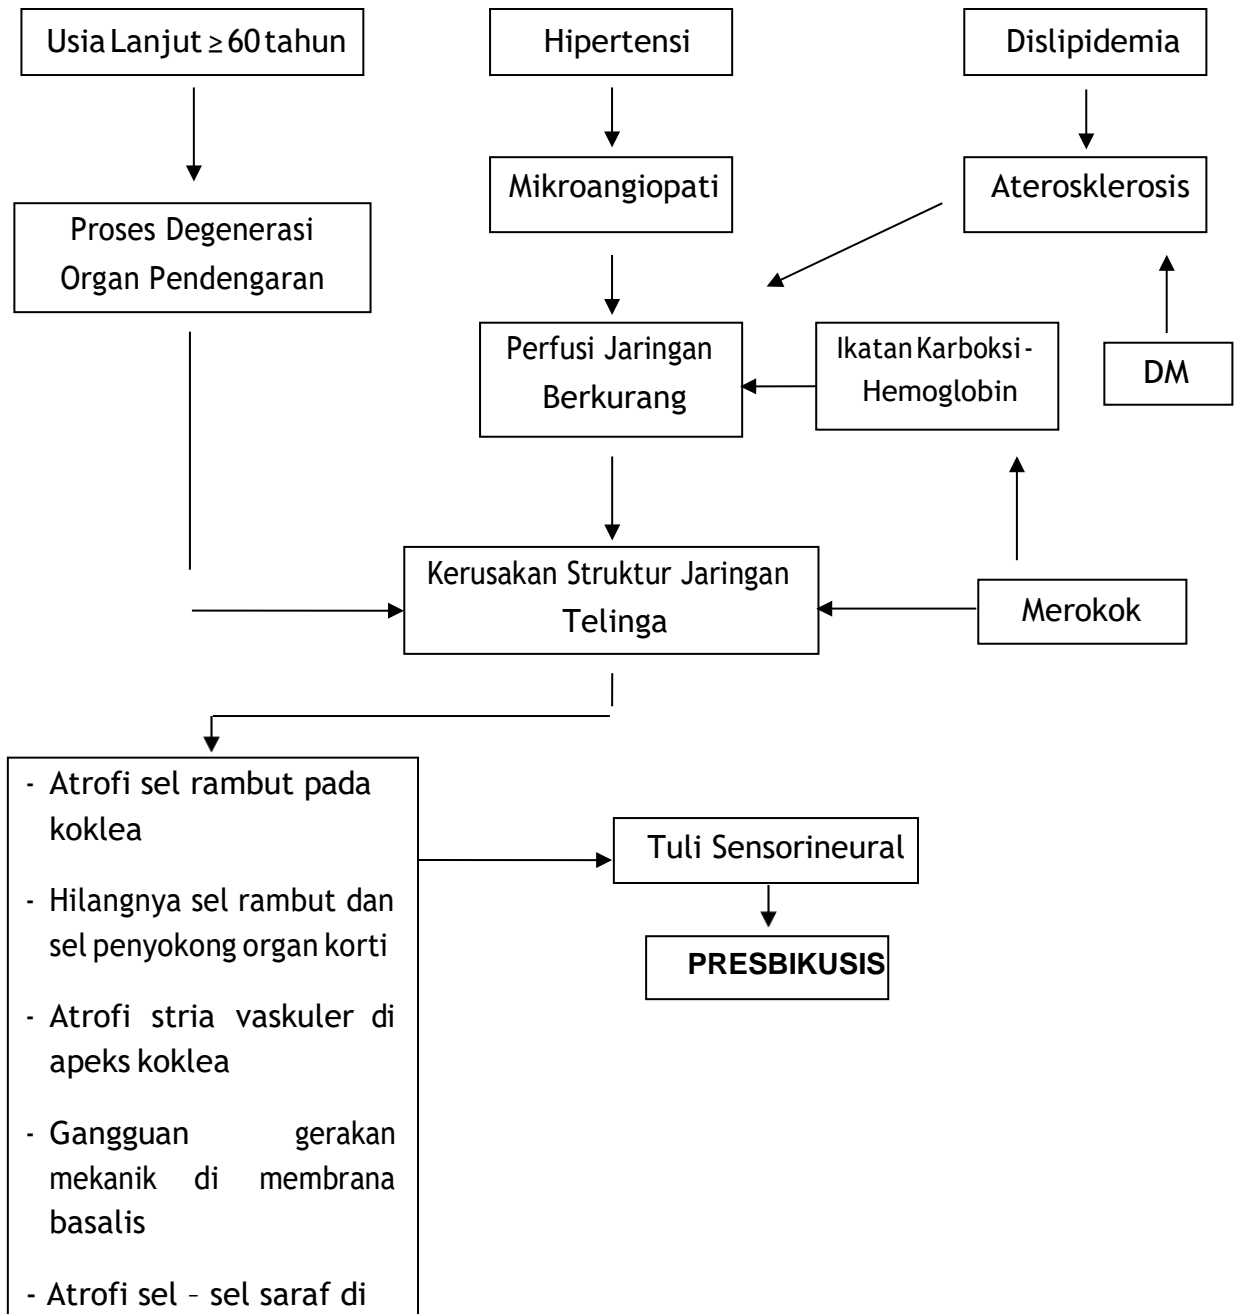 Usia Lanjut ≥ 60 tahun
Hipertensi
Dislipidemia
Mikroangiopati
Aterosklerosis
Proses Degenerasi
Organ Pendengaran
Perfusi Jaringan
Berkurang
Ikatan Karboksi-
Hemoglobin
DM
Kerusakan Struktur Jaringan
Telinga
Merokok
- Atrofi sel rambut pada
koklea
- Hilangnya sel rambut dan
sel penyokong organ korti
- Atrofi stria vaskuler di
apeks koklea
- Gangguan gerakan
mekanik di membrana
basalis
- Atrofi sel – sel saraf di
Tuli Sensorineural
PRESBIKUSIS